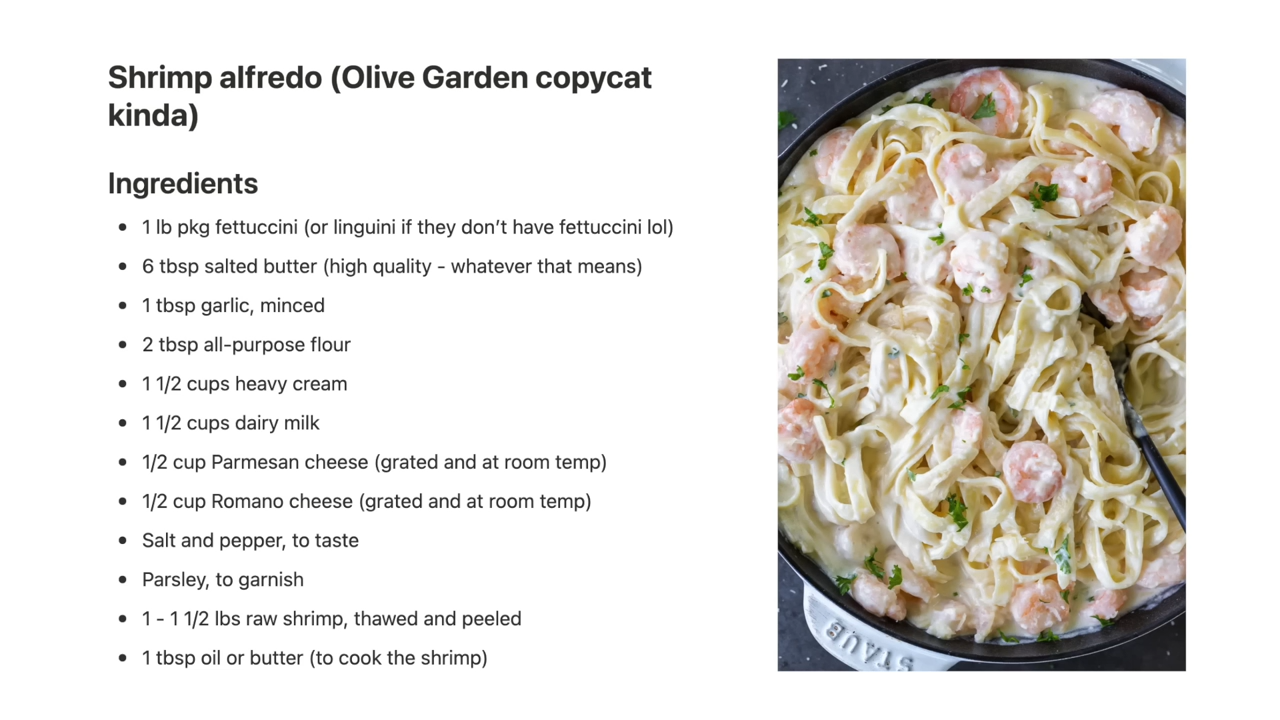 Shrimp alfredo (Olive Garden copycat
kinda)
Ingredients
• 1 lb pkg fettuccini (or linguini if they don’t have fettuccini lol)
• 6 tbsp salted butter (high quality - whatever that means)
• 1 tbsp garlic, minced
• 2 tbsp all-purpose flour
• 1 1/2 cups heavy cream
• 1 1/2 cups dairy milk
• 1/2 cup Parmesan cheese (grated and at room temp)
• 1/2 cup Romano cheese (grated and at room temp)
• Salt and pepper, to taste
• Parsley, to garnish
• 1 - 1 1/2 lbs raw shrimp, thawed and peeled
• 1 tbsp oil or butter (to cook the shrimp)
STAUB